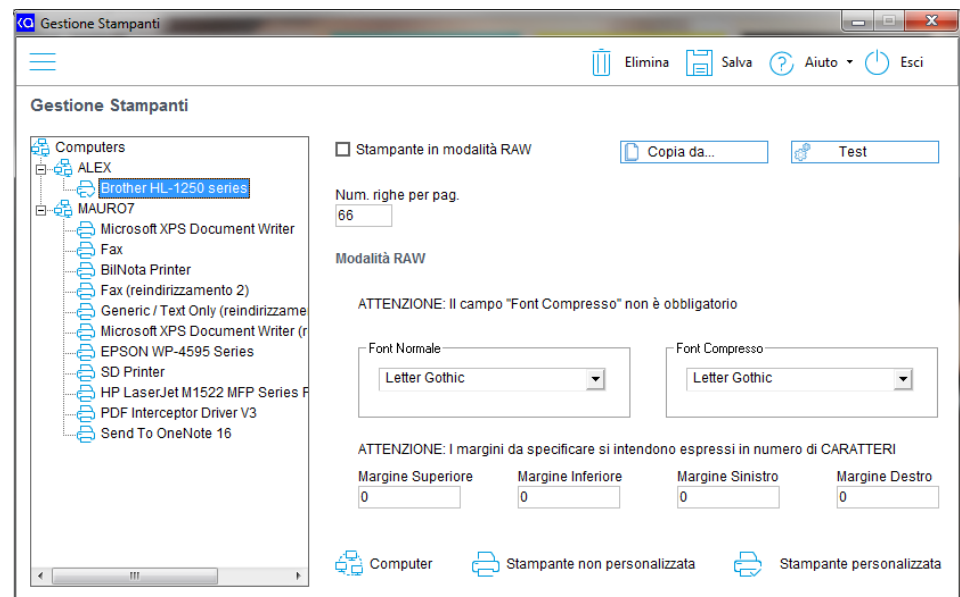 Gestione Stampanti
Elimina Salva Aiuto Esci
Gestione Stampanti
Computers
ALEX
Brother HL-1250 series
MAURO7
Microsoft XPS Document Writer
Fax
BilNota Printer
Fax (reindirizzamento 2)
Generic / Text Only (reindirizzame
Microsoft XPS Document Writer (r
EPSON WP-4595 Series
SD Printer
HP LaserJet M1522 MFP Series F
PDF Interceptor Driver V3
Send To OneNote 16
Stampante in modalità RAW
Copia da...
Test
Num. righe per pag.
66
Modalità RAW
ATTENZIONE: Il campo "Font Compresso" non è obbligatorio
Font Normale
Letter Gothic
Font Compresso
Letter Gothic
ATTENZIONE: I margini da specificare si intendono espressi in numero di CARATTERI
Margine Superiore Margine Inferiore Margine Sinistro Margine Destro
0 0 0 0
Computer Stampante non personalizzata Stampante personalizzata